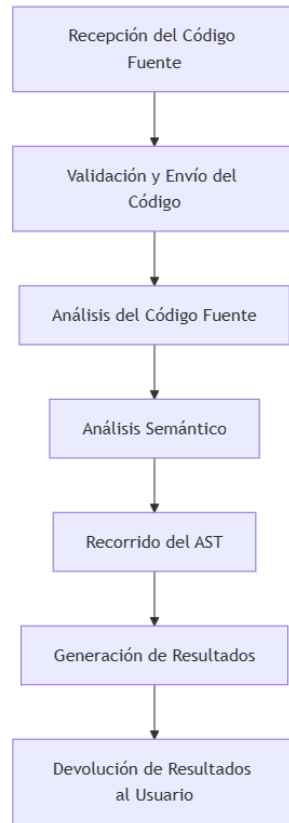 Recepción del Código
Fuente
Validación y Envío del
Código
Análisis del Código Fuente
Análisis Semántico
Recorrido del AST
Generación de Resultados
Devolución de Resultados
al Usuario